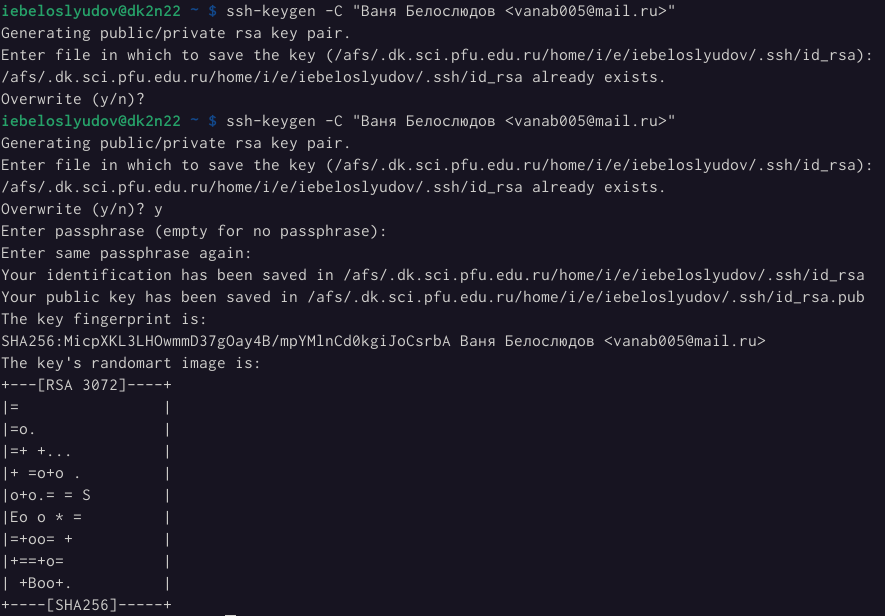 iebeloslyudov@dk2n22 ~ $ ssh-keygen -C "Ваня Белослюдов <vanab005@mail.ru>"
Generating public/private rsa key pair.
Enter file in which to save the key (/afs/.dk.sci.pfu.edu.ru/home/i/e/iebeloslyudov/.ssh/id_rsa):
/afs/.dk.sci.pfu.edu.ru/home/i/e/iebeloslyudov/.ssh/id_rsa already exists.
Overwrite (y/n)?
iebeloslyudov@dk2n22 ~ $ ssh-keygen -C "Ваня Белослюдов <vanab005@mail.ru>"
Generating public/private rsa key pair.
Enter file in which to save the key (/afs/.dk.sci.pfu.edu.ru/home/i/e/iebeloslyudov/.ssh/id_rsa):
/afs/.dk.sci.pfu.edu.ru/home/i/e/iebeloslyudov/.ssh/id_rsa already exists.
Overwrite (y/n)? y
Enter passphrase (empty for no passphrase):
Enter same passphrase again:
Your identification has been saved in /afs/.dk.sci.pfu.edu.ru/home/i/e/iebeloslyudov/.ssh/id_rsa
Your public key has been saved in /afs/.dk.sci.pfu.edu.ru/home/i/e/iebeloslyudov/.ssh/id_rsa.pub
The key fingerprint is:
SHA256:MicpXKL3LHOwmmD37gOay4B/mpYMlnCd0kgiJoCsrbA Ваня Белослюдов <vanab005@mail.ru>
The key's randomart image is:
+---[RSA 3072]----+
|=                |
|=o.              |
|=+ +...          |
|+ =o+o .         |
|o+o.= = S        |
|Eo o * =         |
|=+oo= +          |
|+==+o=           |
| +Boo+.          |
+----[SHA256]-----+